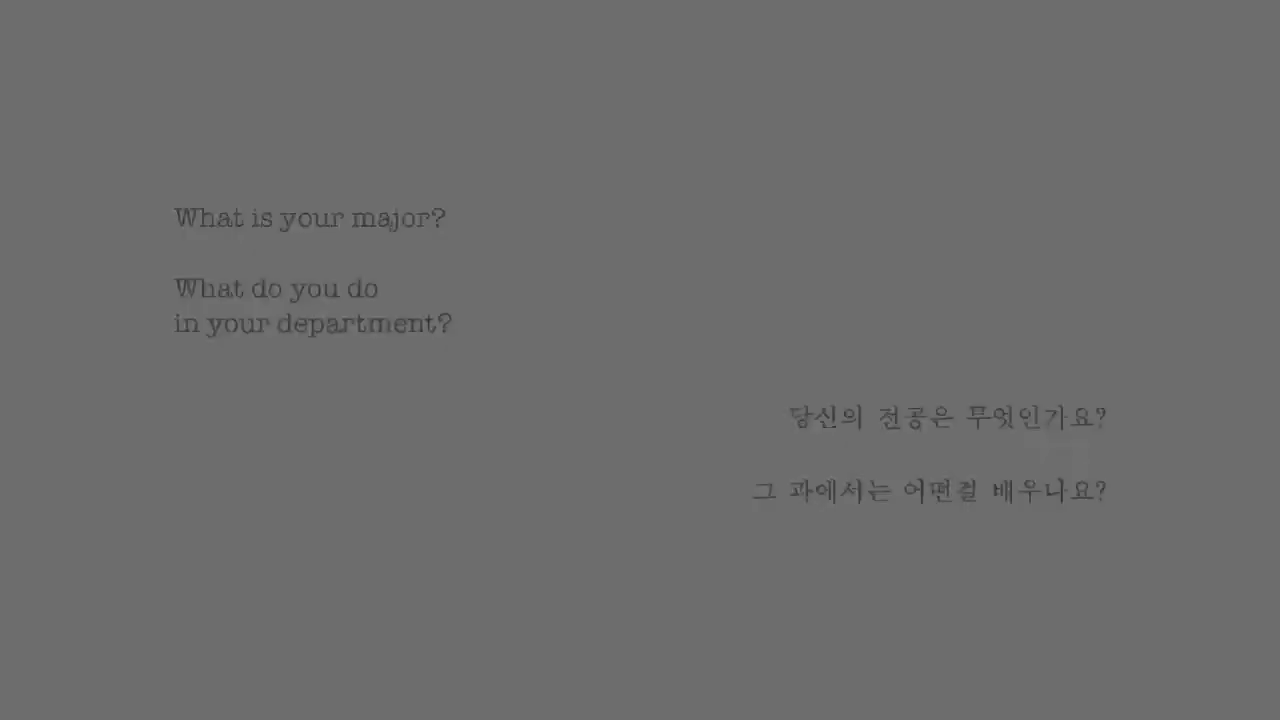 What is your major?
What do you do
in your department?
당신의 전공은 무엇인가요?
그 과에서는 어떤걸 배우나요?